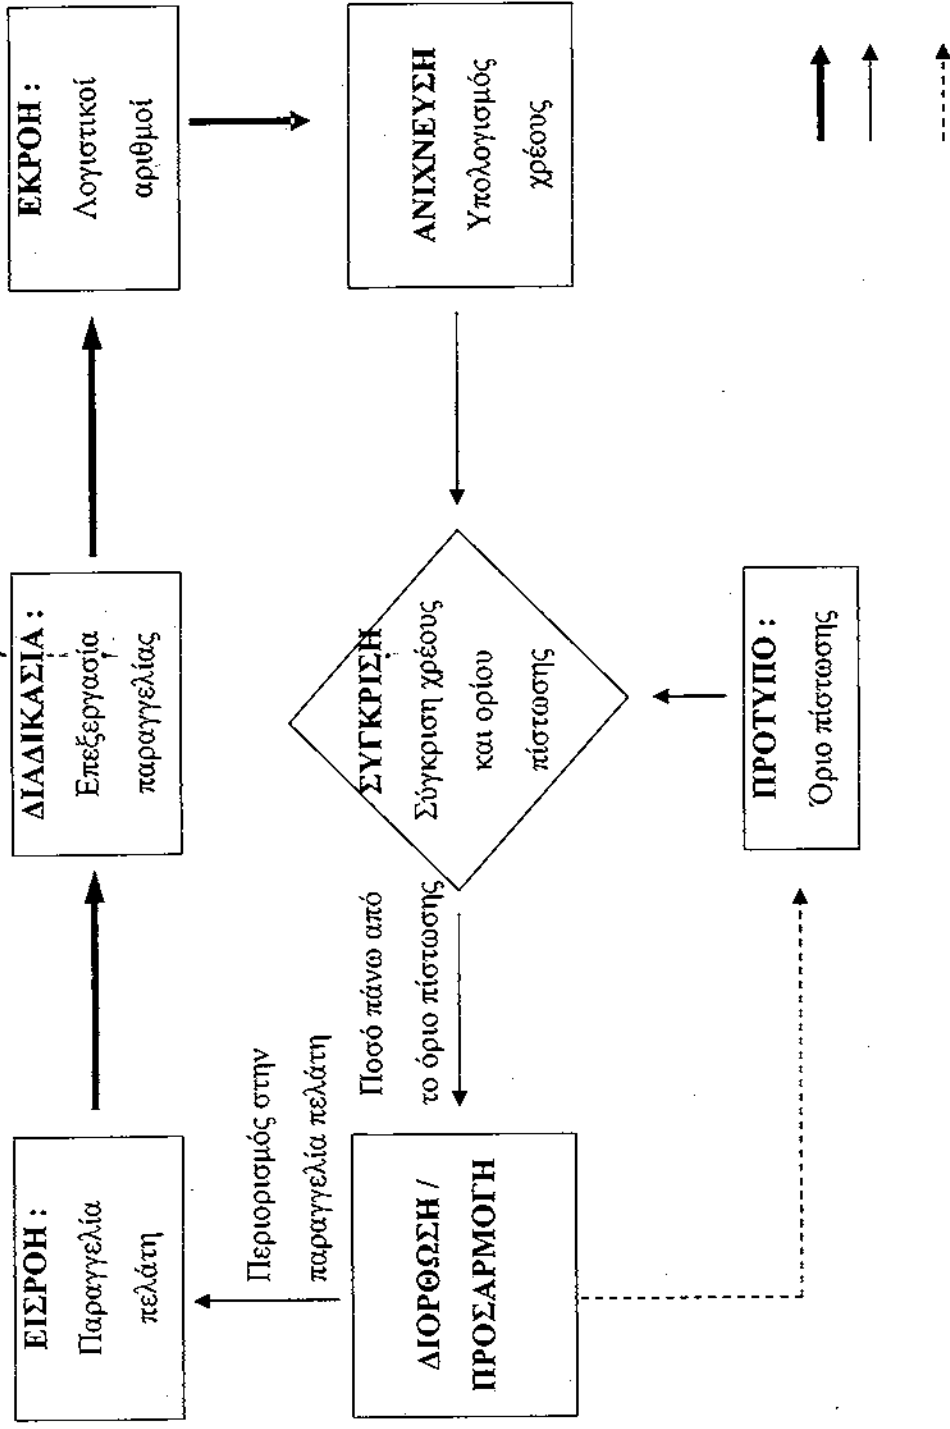 ΕΙΣΡΟΗ :
Παραγγελία
πελάτη
ΔΙΑΔΙΚΑΣΙΑ :
Επεξεργασία
παραγγελίας
ΕΚΡΟΗ :
Λογιστικοί
αριθμοί
Περιορισμός στην
παραγγελία πελάτη
ΔΙΟΡΘΩΣΗ /
ΠΡΟΣΑΡΜΟΓΗ
Ποσό πάνω από
το όριο πίστωσης
ΣΥΓΚΡΙΣΗ
Σύγκριση χρέους
και ορίου
πίστωσης
ΑΝΙΧΝΕΥΣΗ
Υπολογισμός
χρέους
ΠΡΟΤΥΠΟ :
Όριο πίστωσης